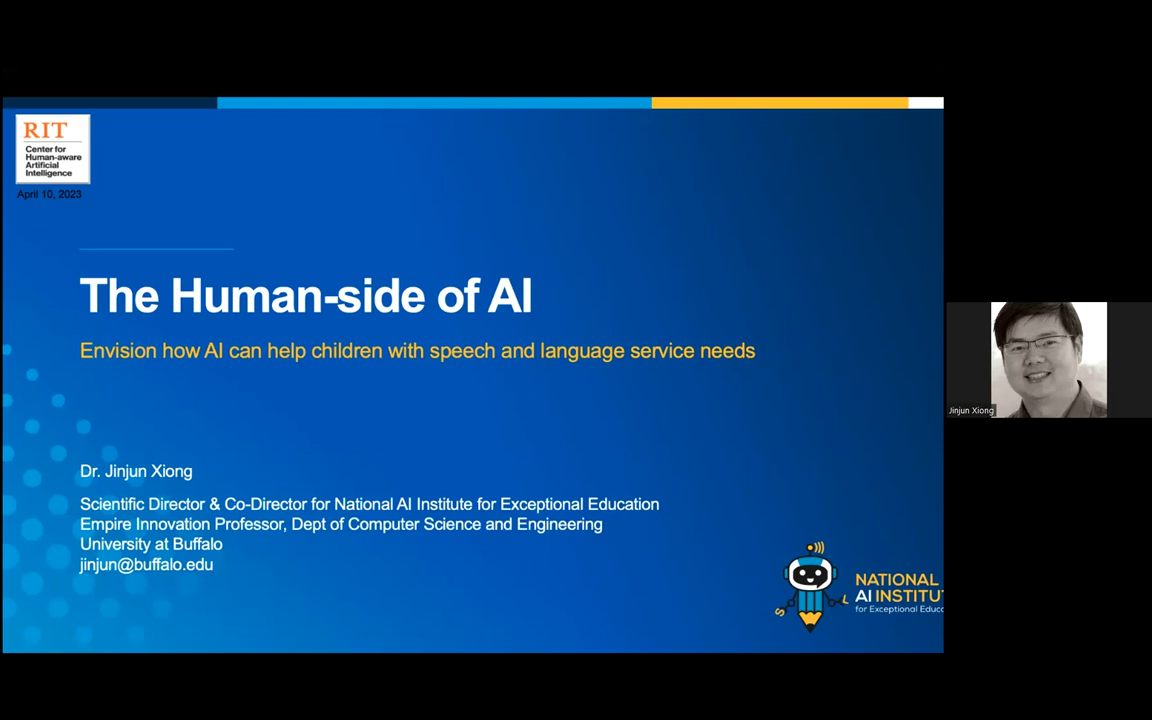 RIT
Center for
Human-aware
Artificial
Intelligence
April 10, 2023
The Human-side of AI
Envision how AI can help children with speech and language service needs
Dr. Jinjun Xiong
Scientific Director & Co-Director for National AI Institute for Exceptional Education
Empire Innovation Professor, Dept of Computer Science and Engineering
University at Buffalo
jinjun@buffalo.edu
S L
NATIONAL
AI INSTITU
for Exceptional Educ
Jinjun Xiong